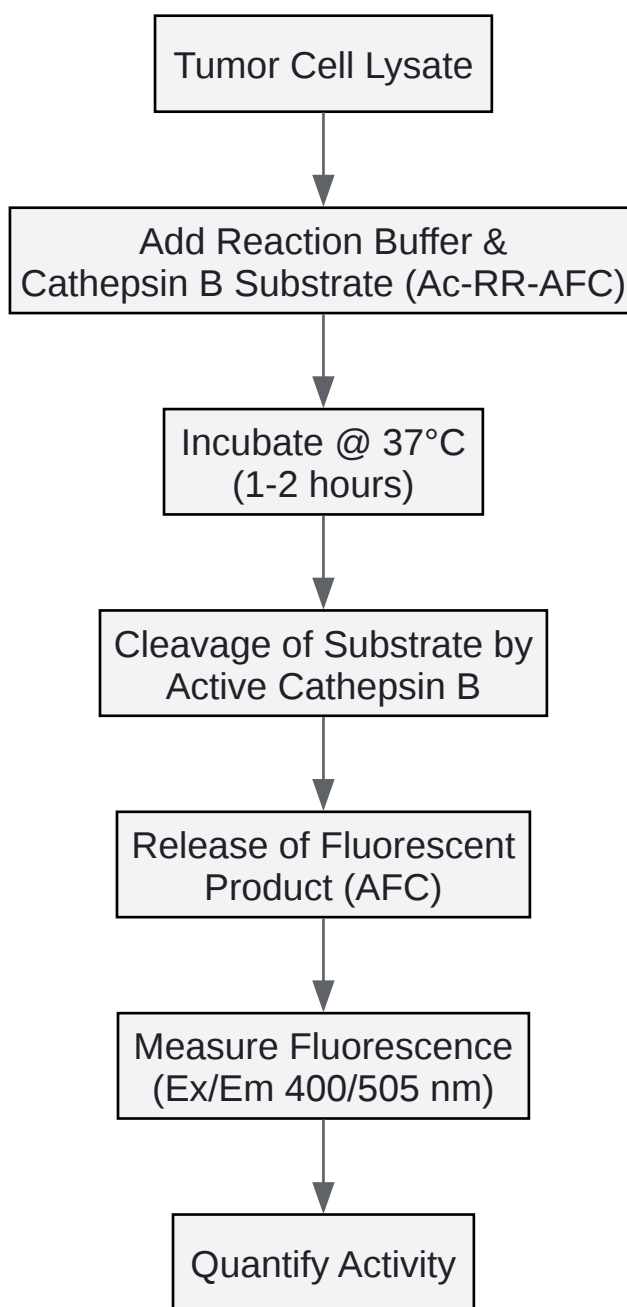 Tumor Cell Lysate
Add Reaction Buffer &
Cathepsin B Substrate (Ac-RR-AFC)
Incubate @ 37°C
(1-2 hours)
Cleavage of Substrate by
Active Cathepsin B
Release of Fluorescent
Product (AFC)
Measure Fluorescence
(Ex/Em 400/505 nm)
Quantify Activity